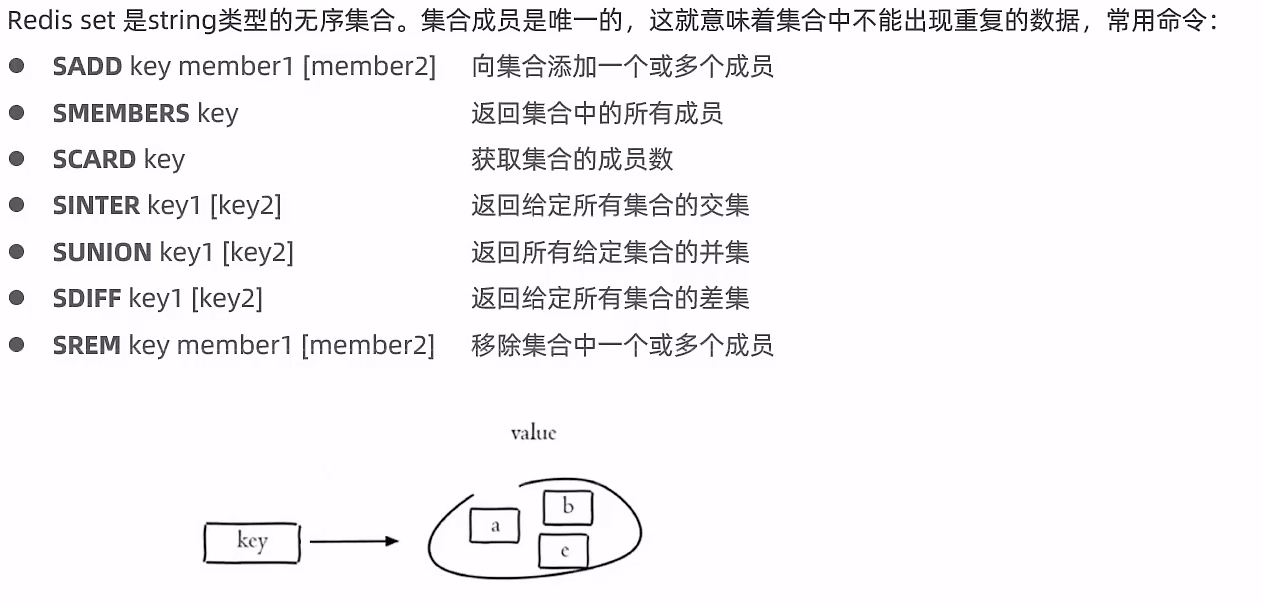 Redis set 是string类型的无序集合。集合成员是唯一的，这就意味着集合中不能出现重复的数据，常用命令：
SADD key member1 [member2] 向集合添加一个或多个成员
SMEMBERS key 返回集合中的所有成员
SCARD key 获取集合的成员数
SINTER key1 [key2] 返回给定所有集合的交集
SUNION key1 [key2] 返回所有给定集合的并集
SDIFF key1 [key2] 返回给定所有集合的差集
SREM key member1 [member2] 移除集合中一个或多个成员
value
b
a
key
c